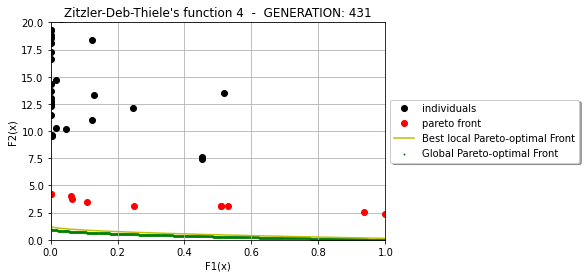 Zitzler-Deb-Thiele's function 4 - GENERATION: 431
20.0
17.5
15.0
12.5
10.0
7.5
5.0
2.5
0.0
F2(x)
0.0 0.2 0.4 0.6 0.8 1.0
F1(x)
individuals
pareto front
Best local Pareto-optimal Front
Global Pareto-optimal Front